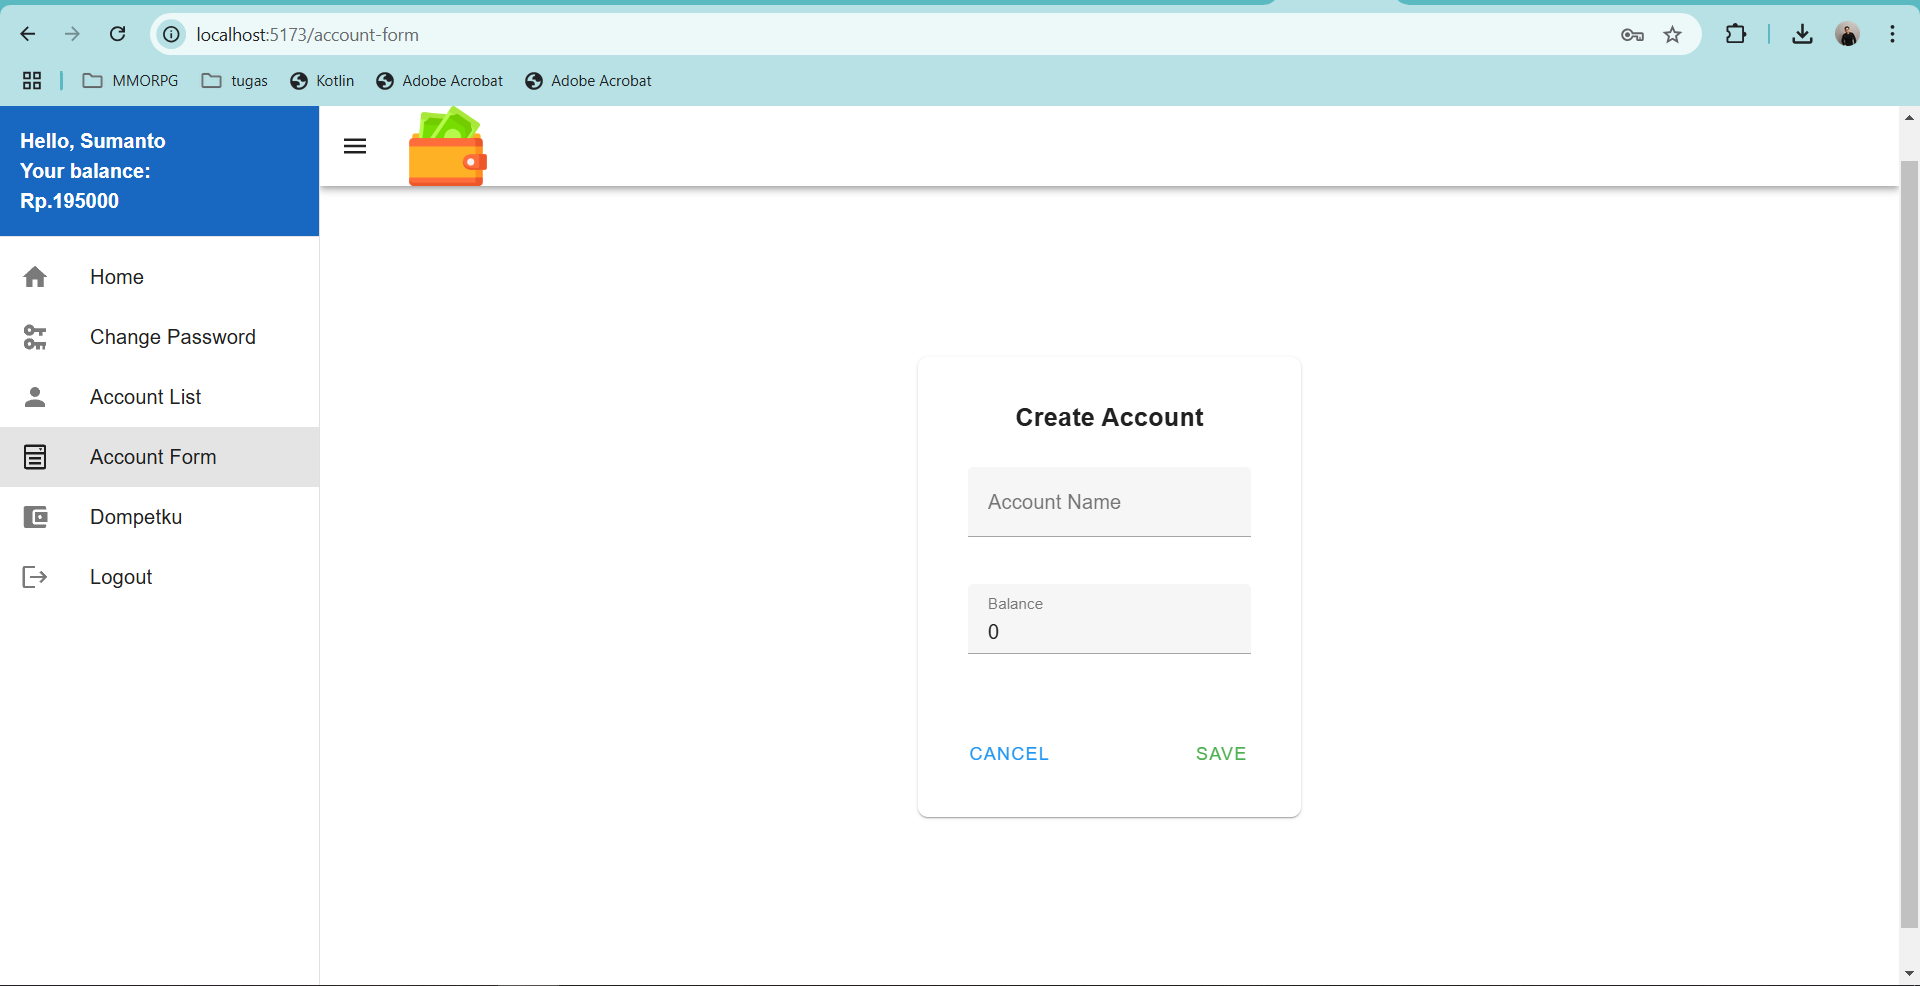 localhost:5173/account-form
MMORPG
tugas
Kotlin
Adobe Acrobat
Adobe Acrobat
Hello, Sumanto
Your balance:
Rp.195000
Home
Change Password
Account List
Account Form
Dompetku
Logout
Create Account
Account Name
Balance
0
CANCEL
SAVE